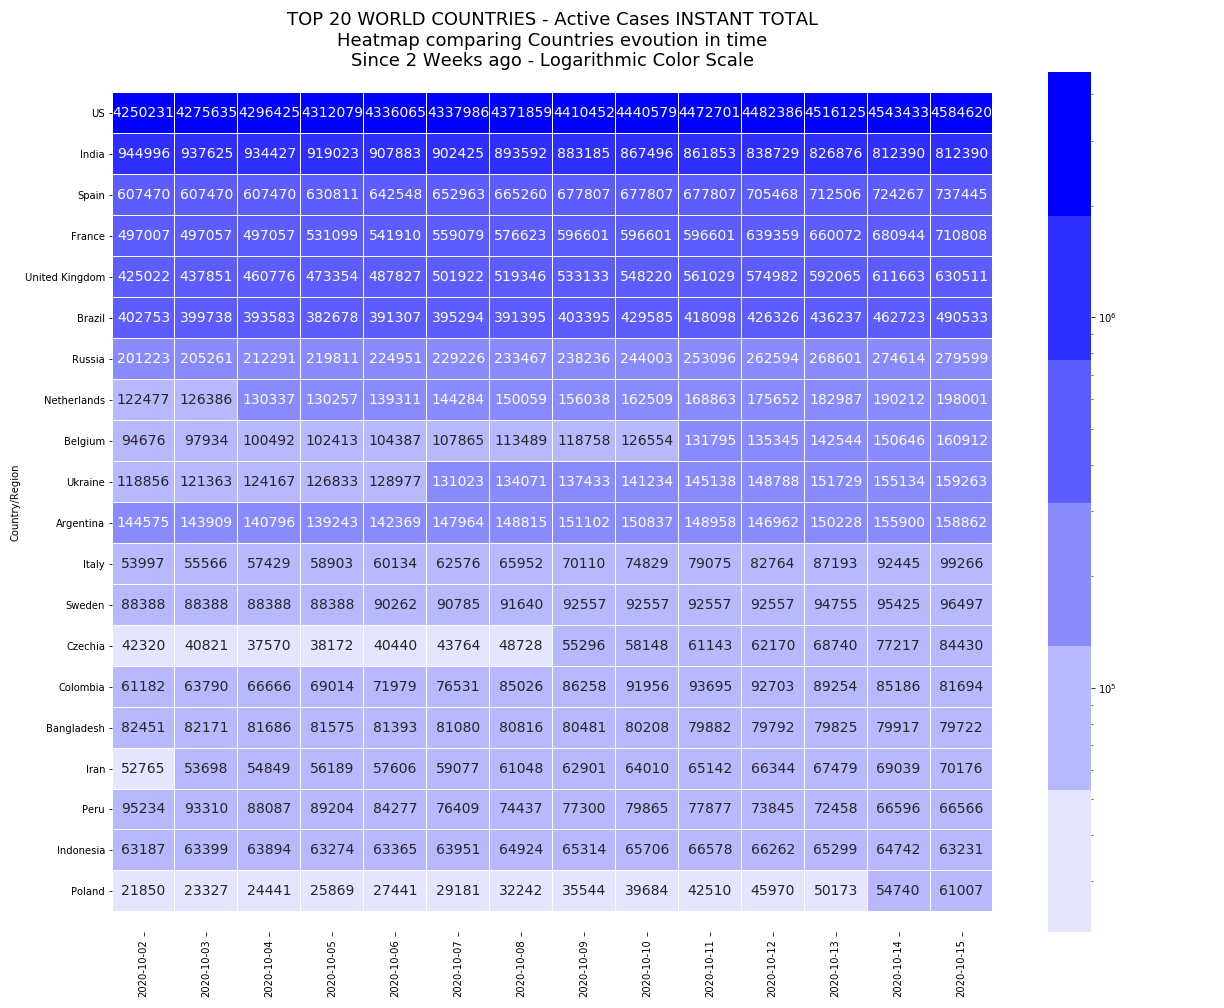 TOP 20 WORLD COUNTRIES - Active Cases INSTANT TOTAL
Heatmap comparing Countries evoution in time
Since 2 Weeks ago - Logarithmic Color Scale
US 4250231 4275635 4296425 4312079 4336065 4337986 4371859 4410452 4440579 4472701 4482386 4516125 4543433 4584620
India 944996 937625 934427 919023 907883 902425 893592 883185 867496 861853 838729 826876 812390 812390
Spain 607470 607470 607470 630811 642548 652963 665260 677807 677807 677807 705468 712506 724267 737445
France 497007 497057 497057 531099 541910 559079 576623 596601 596601 596601 639359 660072 680944 710808
United Kingdom 425022 437851 460776 473354 487827 501922 519346 533133 548220 561029 574982 592065 611663 630511
Brazil 402753 399738 393583 382678 391307 395294 391395 403395 429585 418098 426326 436237 462723 490533
Russia 201223 205261 212291 219811 224951 229226 233467 238236 244003 253096 262594 268601 274614 279599
Netherlands 122477 126386 130337 130257 139311 144284 150059 156038 162509 168863 175652 182987 190212 198001
Belgium 94676 97934 100492 102413 104387 107865 113489 118758 126554 131795 135345 142544 150646 160912
Ukraine 118856 121363 124167 126833 128977 131023 134071 137433 141234 145138 148788 151729 155134 159263
Argentina 144575 143909 140796 139243 142369 147964 148815 151102 150837 148958 146962 150228 155900 158862
Italy 53997 55566 57429 58903 60134 62576 65952 70110 74829 79075 82764 87193 92445 99266
Sweden 88388 88388 88388 88388 90262 90785 91640 92557 92557 92557 92557 94755 95425 96497
Czechia 42320 40821 37570 38172 40440 43764 48728 55296 58148 61143 62170 68740 77217 84430
Colombia 61182 63790 66666 69014 71979 76531 85026 86258 91956 93695 92703 89254 85186 81694
Bangladesh 82451 82171 81686 81575 81393 81080 80816 80481 80208 79882 79792 79825 79917 79722
Iran 52765 53698 54849 56189 57606 59077 61048 62901 64010 65142 66344 67479 69039 70176
Peru 95234 93310 88087 89204 84277 76409 74437 77300 79865 77877 73845 72458 66596 66566
Indonesia 63187 63399 63894 63274 63365 63951 64924 65314 65706 66578 66262 65299 64742 63231
Poland 21850 23327 24441 25869 27441 29181 32242 35544 39684 42510 45970 50173 54740 61007
2020-10-02 2020-10-03 2020-10-04 2020-10-05 2020-10-06 2020-10-07 2020-10-08 2020-10-09 2020-10-10 2020-10-11 2020-10-12 2020-10-13 2020-10-14 2020-10-15
Country/Region
10⁶
10⁵